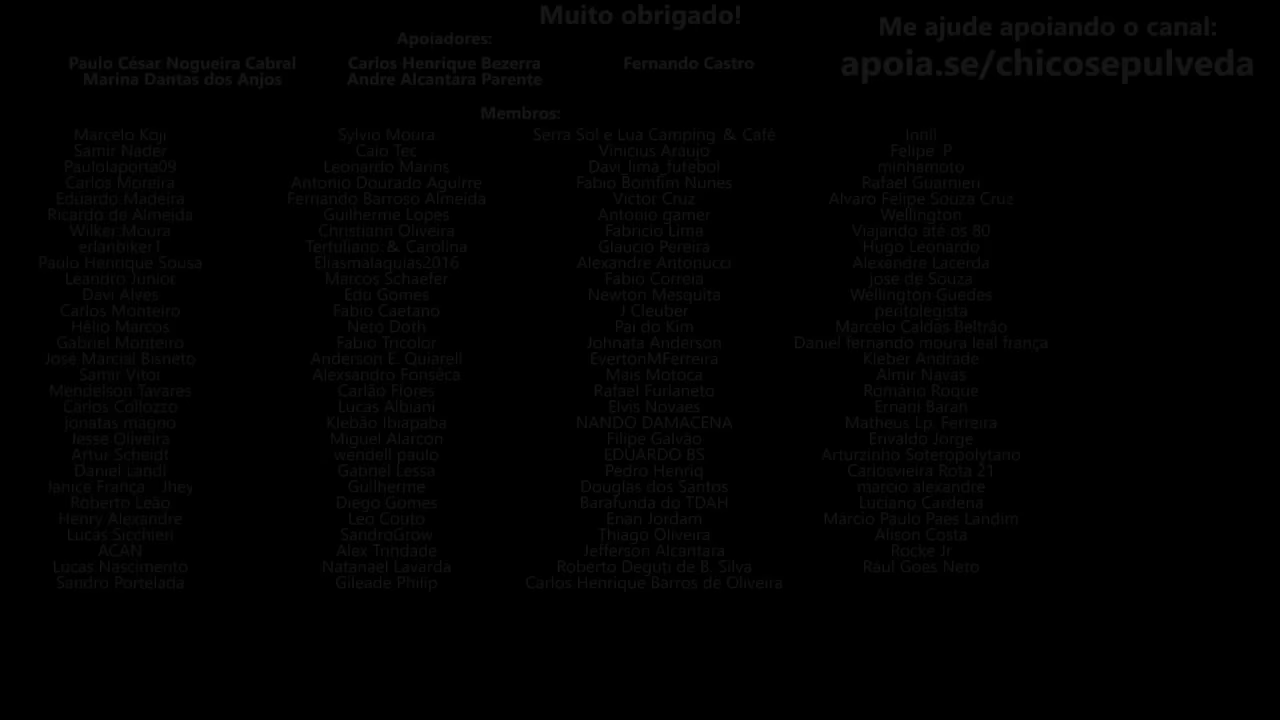 Muito obrigado!
Me ajude apoiando o canal:
apoia.se/chicosepulveda
Apoiadores:
Paulo César Nogueira Cabral
Marina Dantas dos Anjos
Carlos Henrique Bezerra
Andre Alcantara Parente
Fernando Castro
Membros:
Marcelo Koji
Samir Nader
Paulolaporta09
Carlos Moreira
Eduardo Madeira
Ricardo de Almeida
Wilker Moura
erlanbiker1
Paulo Henrique Sousa
Leandro Junior
Davi Alves
Carlos Monteiro
Hélio Marcos
Gabriel Monteiro
José Marcial Bisneto
Samir Vitor
Mendelson Tavares
Carlos Collozzo
jonatas magno
Jesse Oliveira
Artur Scheidt
Daniel Landi
Janice França - Jhey
Roberto Leão
Henry Alexandre
Lucas Sicchieri
ACAN
Lucas Nascimento
Sandro Portelada
Sylvio Moura
Caio Tec
Leonardo Marins
Antonio Dourado Aguirre
Fernando Barroso Almeida
Guilherme Lopes
Christiann Oliveira
Tertuliano & Carolina
Eliasmalaguias2016
Marcos Schaefer
Edu Gomes
Fabio Caetano
Neto Doth
Fabio Tricolor
Anderson E. Quiarell
Alexsandro Fonsêca
Carlão Flores
Lucas Albiani
Klebão Ibiapaba
Miguel Alarcon
wendell paulo
Gabriel Lessa
Guilherme
Diego Gomes
Leo Couto
SandroGrow
Alex Trindade
Natanael Lavarda
Gileade Philip
Serra Sol e Lua Camping & Café
Vinicius Araujo
Davi_lima_futebol
Fabio Bomfim Nunes
Victor Cruz
Antonio gamer
Fabricio Lima
Glaucio Pereira
Alexandre Antonucci
Fábio Correia
Newton Mesquita
J Cleuber
Pai do Kim
Johnata Anderson
EvertonMFerreira
Mais Motoca
Rafael Furlaneto
Elvis Novaes
NANDO DAMACENA
Filipe Galvão
EDUARDO BS
Pedro Henriq
Douglas dos Santos
Barafunda do TDAH
Erian Jordam
Thiago Oliveira
Jefferson Alcantara
Roberto Deguti de B. Silva
Carlos Henrique Barros de Oliveira
Felipe P
minhamoto
Rafael Guarnieri
Alvaro Felipe Souza Cruz
Wellington
Viajando até os 80
Hugo Leonardo
Alexandre Lacerda
jose de Souza
Wellington Guedes
peritolegista
Marcelo Caldas Beltrão
Daniel fernando moura leal frança
Kleber Andrade
Almir Navas
Romário Roque
Ernani Baran
Matheus Lp. Ferreira
Erivaldo Jorge
Arturzinho Soteropolytano
Carlosvieira Rota 21
marcio alexandre
Luciano Cardena
Márcio Paulo Paes Landim
Alison Costa
Rocke Jr
Raul Goes Neto